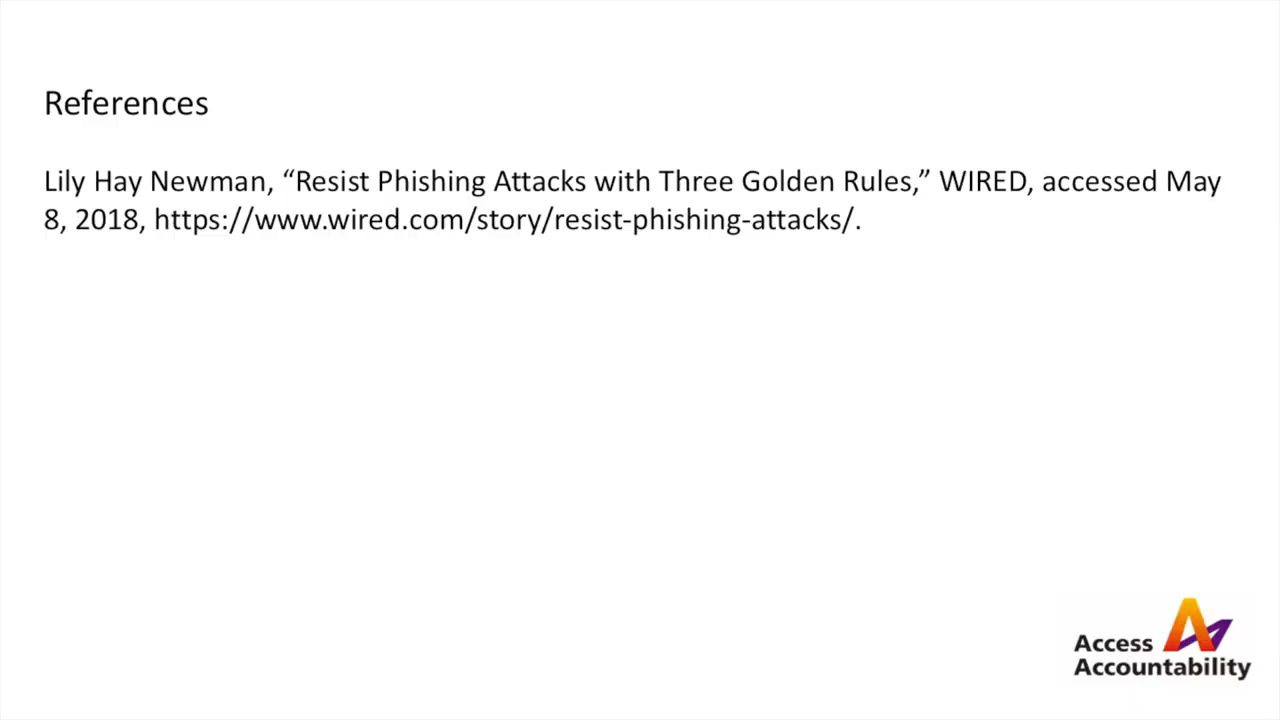 References
Lily Hay Newman, “Resist Phishing Attacks with Three Golden Rules,” WIRED, accessed May
8, 2018, https://www.wired.com/story/resist-phishing-attacks/.
Access
Accountability